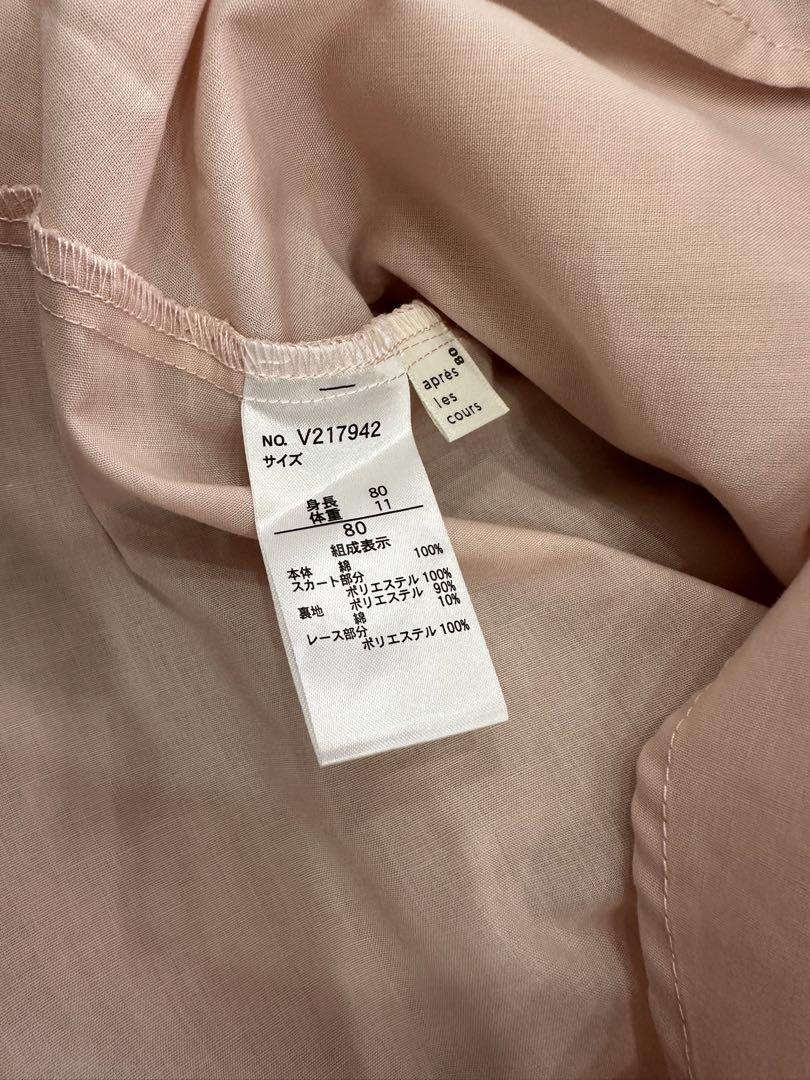 NO. V217942
サイズ
身長 80
体重 11
80
組成表示
本体 綿 100%
スカート部分
ポリエステル 100%
裏地 ポリエステル 90%
綿 10%
レース部分
ポリエステル 100%
80
après
les
cours